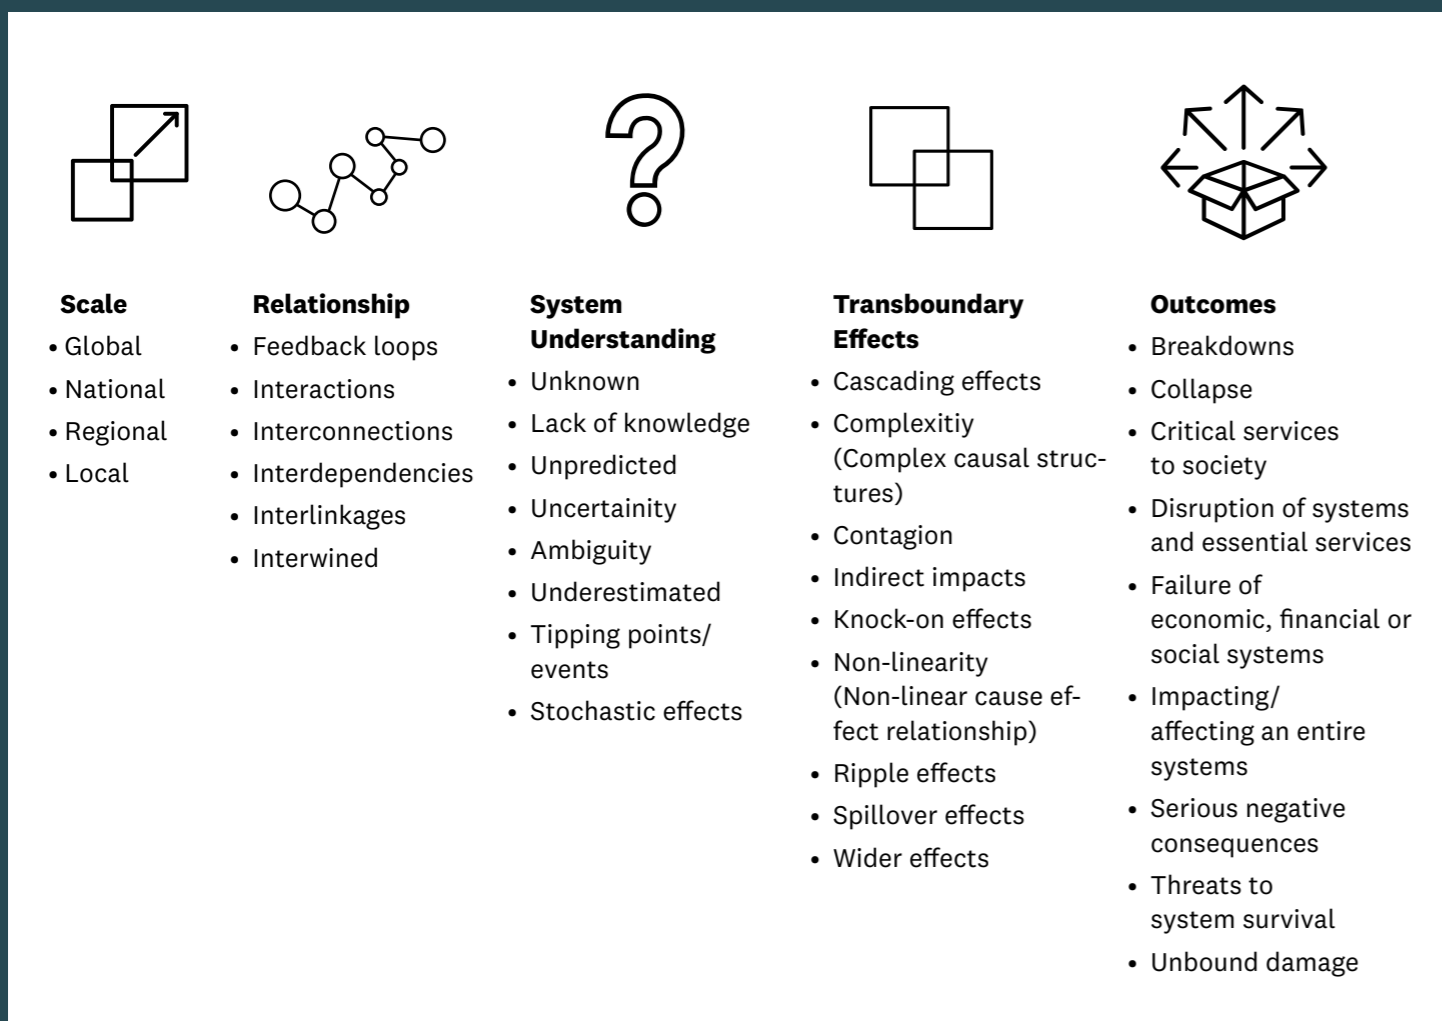 Scale
• Global
• National
• Regional
• Local
Relationship
• Feedback loops
• Interactions
• Interconnections
• Interdependencies
• Interlinkages
• Interwined
System
Understanding
• Unknown
• Lack of knowledge
• Unpredicted
• Uncertainity
• Ambiguity
• Underestimated
• Tipping points/
events
• Stochastic effects
Transboundary
Effects
• Cascading effects
• Complexitiy
(Complex causal struc-
tures)
• Contagion
• Indirect impacts
• Knock-on effects
• Non-linearity
(Non-linear cause ef-
fect relationship)
• Ripple effects
• Spillover effects
• Wider effects
Outcomes
• Breakdowns
• Collapse
• Critical services
to society
• Disruption of systems
and essential services
• Failure of
economic, financial or
social systems
• Impacting/
affecting an entire
systems
• Serious negative
consequences
• Threats to
system survival
• Unbound damage